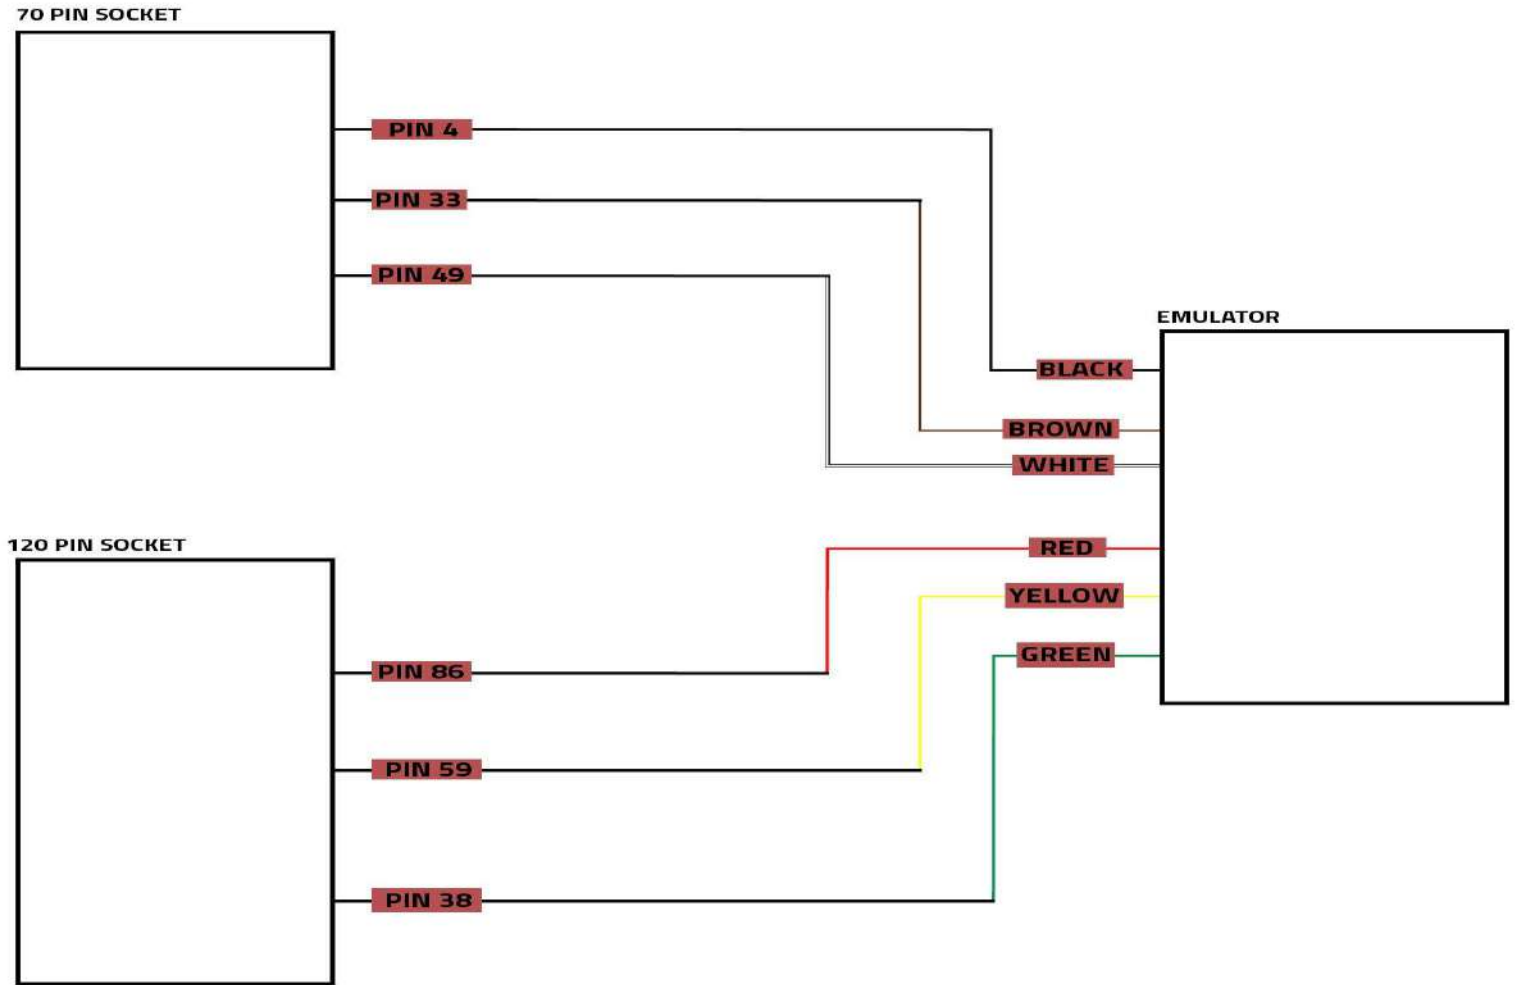 70 PIN SOCKET
PIN 4
PIN 33
PIN 49
EMULATOR
BLACK
BROWN
WHITE
RED
YELLOW
GREEN
120 PIN SOCKET
PIN 86
PIN 59
PIN 38